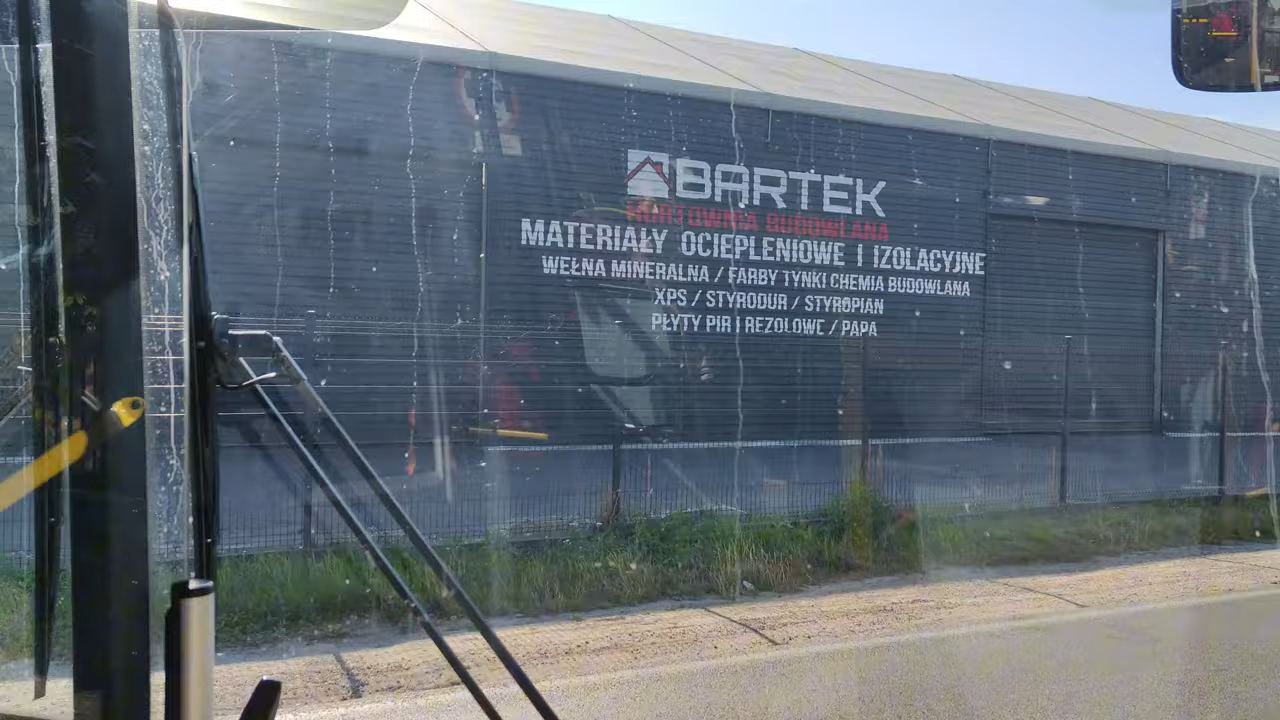 BARTEK
HURTOWNIA BUDOWLANA
MATERIAŁY OCIEPLENIOWE I IZOLACYJNE
WEŁNA MINERALNA / FARBY TYNKI CHEMIA BUDOWLANA
XPS / STYRODUR / STYROPIAN
PŁYTY PIR I REZOLOWE / PAPA